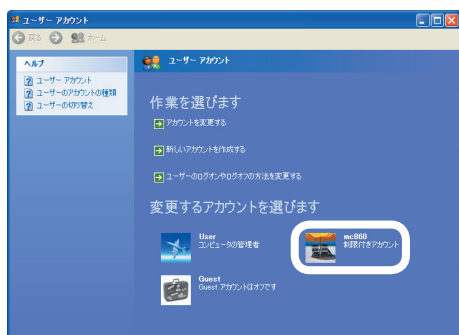 ユーザー アカウント
戻る ホーム
ヘルプ
ユーザー アカウント
ユーザーのアカウントの種類
ユーザーの切り替え
ユーザー アカウント
作業を選びます
アカウントを変更する
新しいアカウントを作成する
ユーザーのログオンやログオフの方法を変更する
変更するアカウントを選びます
User
コンピュータの管理者
mc860
制限付きアカウント
Guest
Guest アカウントはオフです